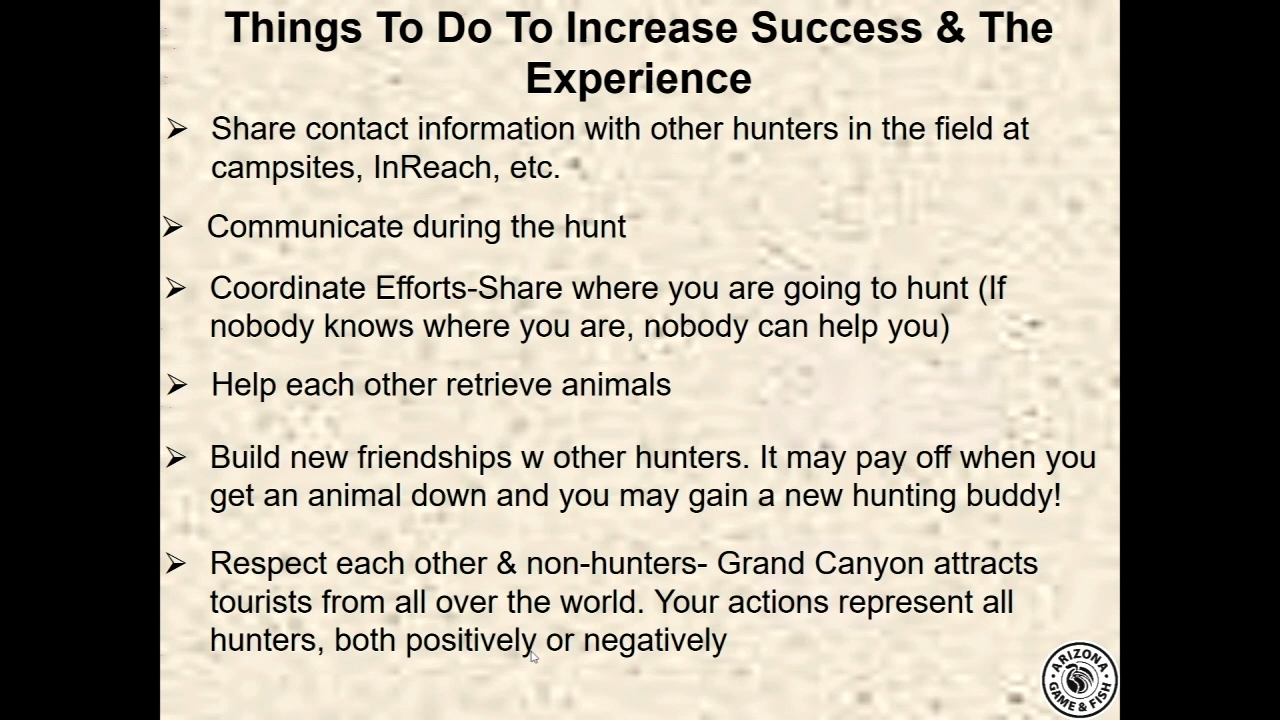 Things To Do To Increase Success & The
Experience
➢ Share contact information with other hunters in the field at
campsites, InReach, etc.
➢ Communicate during the hunt
➢ Coordinate Efforts-Share where you are going to hunt (If
nobody knows where you are, nobody can help you)
➢ Help each other retrieve animals
➢ Build new friendships w other hunters. It may pay off when you
get an animal down and you may gain a new hunting buddy!
➢ Respect each other & non-hunters- Grand Canyon attracts
tourists from all over the world. Your actions represent all
hunters, both positively or negatively
ARIZONA
GAME & FISH